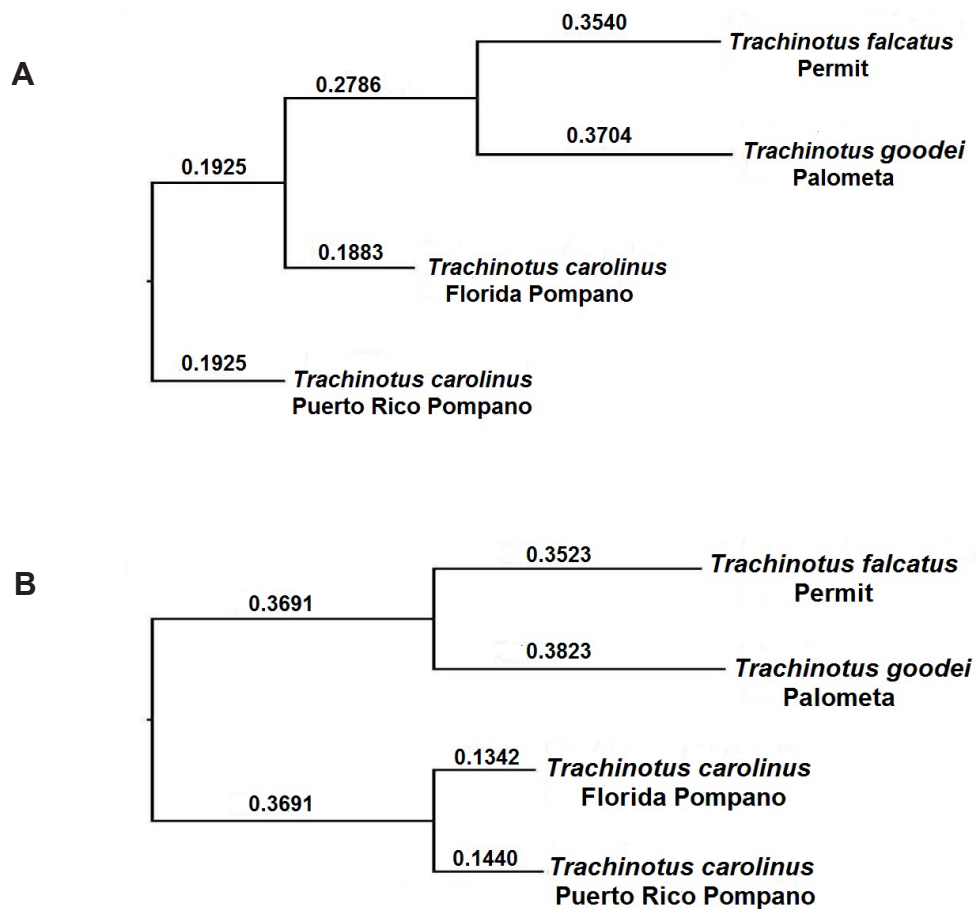 A
0.3540
Trachinotus falcatus
Permit
0.2786
0.3704
Trachinotus goodei
Palometa
0.1925
0.1883
Trachinotus carolinus
Florida Pompano
0.1925
Trachinotus carolinus
Puerto Rico Pompano
B
0.3523
Trachinotus falcatus
Permit
0.3691
0.3823
Trachinotus goodei
Palometa
0.1342
Trachinotus carolinus
Florida Pompano
0.3691
0.1440
Trachinotus carolinus
Puerto Rico Pompano